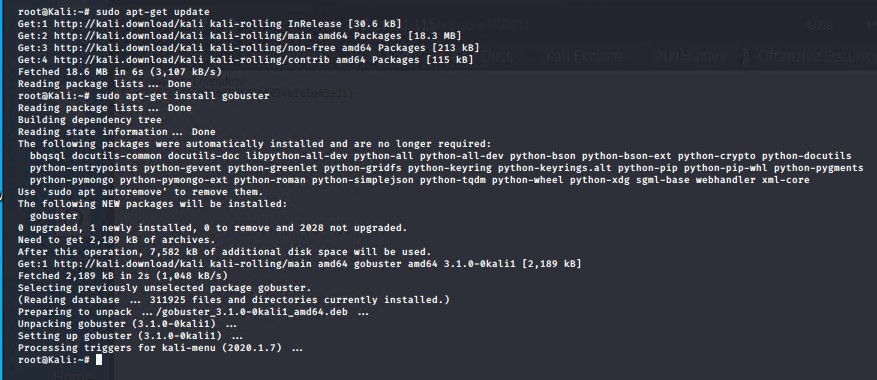 root@Kali:~# sudo apt-get update
Get:1 http://kali.download/kali kali-rolling InRelease [30.6 kB]
Get:2 http://kali.download/kali kali-rolling/main amd64 Packages [18.3 MB]
Get:3 http://kali.download/kali kali-rolling/non-free amd64 Packages [213 kB]
Get:4 http://kali.download/kali kali-rolling/contrib amd64 Packages [115 kB]
Fetched 18.6 MB in 6s (3,107 kB/s)
Reading package lists... Done
root@Kali:~# sudo apt-get install gobuster
Reading package lists... Done
Building dependency tree
Reading state information... Done
The following packages were automatically installed and are no longer required:
bbqsql docutils-common docutils-doc libpython-all-dev python-all python-all-dev python-bson python-bson-ext python-crypto python-docutils
python-entrypoints python-gevent python-greenlet python-gridfs python-keyring python-keyrings.alt python-pip python-pip-whl python-pygments
python-pymongo python-pymongo-ext python-roman python-simplejson python-tqdm python-wheel python-xdg sgml-base webhandler xml-core
Use 'sudo apt autoremove' to remove them.
The following NEW packages will be installed:
gobuster
0 upgraded, 1 newly installed, 0 to remove and 2028 not upgraded.
Need to get 2,189 kB of archives.
After this operation, 7,582 kB of additional disk space will be used.
Get:1 http://kali.download/kali kali-rolling/main amd64 gobuster amd64 3.1.0-0kali1 [2,189 kB]
Fetched 2,189 kB in 2s (1,048 kB/s)
Selecting previously unselected package gobuster.
(Reading database ... 311925 files and directories currently installed.)
Preparing to unpack .../gobuster_3.1.0-0kali1_amd64.deb ...
Unpacking gobuster (3.1.0-0kali1) ...
Setting up gobuster (3.1.0-0kali1) ...
Processing triggers for kali-menu (2020.1.7) ...
root@Kali:~#
Kali Forums
NetHunter
Offensive Security